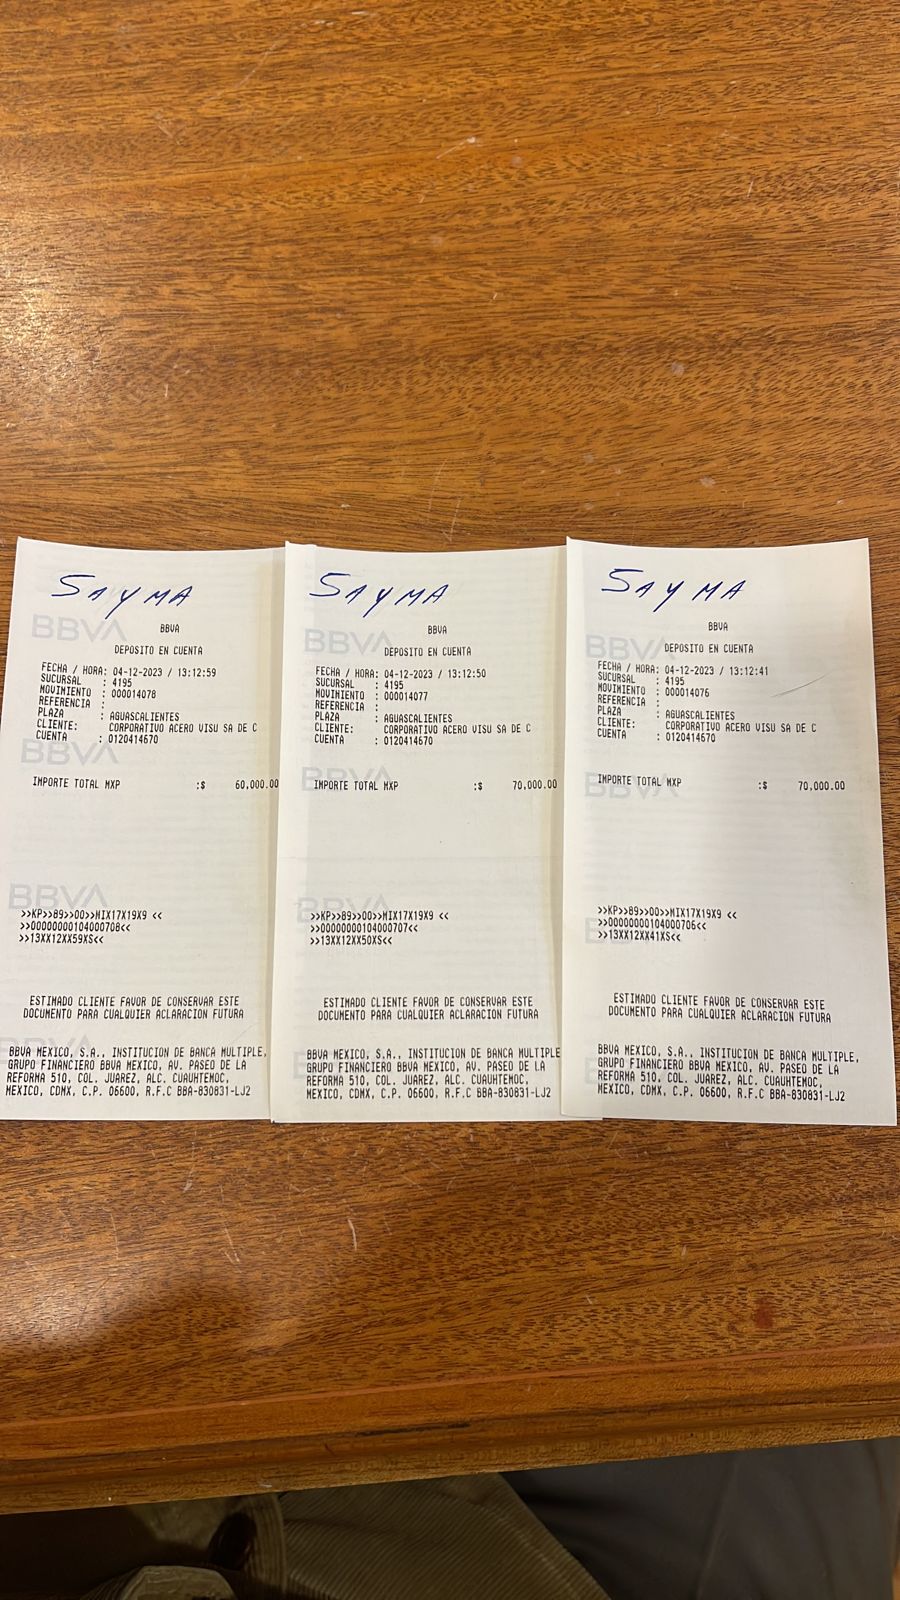 SAYMA
BBVA
BBVA
DEPOSITO EN CUENTA
FECHA / HORA: 04-12-2023 / 13:12:59
SUCURSAL : 4195
MOVIMIENTO : 000014078
REFERENCIA :
PLAZA : AGUASCALIENTES
CLIENTE: CORPORATIVO ACERO VISU SA DE C
CUENTA : 0120414670
BBVA
IMPORTE TOTAL MXP :$ 60,000.00
BBVA
>>KP>>89>>00>>MIX17X19X9 <<
>>00000000104000708<<
>>13XX12XX59XS<<
ESTIMADO CLIENTE FAVOR DE CONSERVAR ESTE
DOCUMENTO PARA CUALQUIER ACLARACION FUTURA
BBVA MEXICO, S.A., INSTITUCION DE BANCA MULTIPLE,
GRUPO FINANCIERO BBVA MEXICO, AV. PASEO DE LA
REFORMA 510, COL. JUAREZ, ALC. CUAUHTEMOC,
MEXICO, CDMX, C.P. 06600, R.F.C BBA-830831-LJ2
SAYMA
BBVA
BBVA
DEPOSITO EN CUENTA
FECHA / HORA: 04-12-2023 / 13:12:50
SUCURSAL : 4195
MOVIMIENTO : 000014077
REFERENCIA :
PLAZA : AGUASCALIENTES
CLIENTE: CORPORATIVO ACERO VISU SA DE C
CUENTA : 0120414670
BBVA
IMPORTE TOTAL MXP :$ 70,000.00
BBVA
>>KP>>89>>00>>MIX17X19X9 <<
>>00000000104000707<<
>>13XX12XX50XS<<
ESTIMADO CLIENTE FAVOR DE CONSERVAR ESTE
DOCUMENTO PARA CUALQUIER ACLARACION FUTURA
BBVA MEXICO, S.A., INSTITUCION DE BANCA MULTIPLE
GRUPO FINANCIERO BBVA MEXICO, AV. PASEO DE LA
REFORMA 510, COL. JUAREZ, ALC. CUAUHTEMOC,
MEXICO, CDMX, C.P. 06600, R.F.C BBA-830831-LJ2
SAYMA
BBVA
BBVA
DEPOSITO EN CUENTA
FECHA / HORA: 04-12-2023 / 13:12:41
SUCURSAL : 4195
MOVIMIENTO : 000014076
REFERENCIA :
PLAZA : AGUASCALIENTES
CLIENTE: CORPORATIVO ACERO VISU SA DE C
CUENTA : 0120414670
BBVA
IMPORTE TOTAL MXP :$ 70,000.00
>>KP>>89>>00>>MIX17X19X9 <<
>>00000000104000706<<
>>13XX12XX41XS<<
ESTIMADO CLIENTE FAVOR DE CONSERVAR ESTE
DOCUMENTO PARA CUALQUIER ACLARACION FUTURA
BBVA MEXICO, S.A., INSTITUCION DE BANCA MULTIPLE,
GRUPO FINANCIERO BBVA MEXICO, AV. PASEO DE LA
REFORMA 510, COL. JUAREZ, ALC. CUAUHTEMOC,
MEXICO, CDMX, C.P. 06600, R.F.C BBA-830831-LJ2